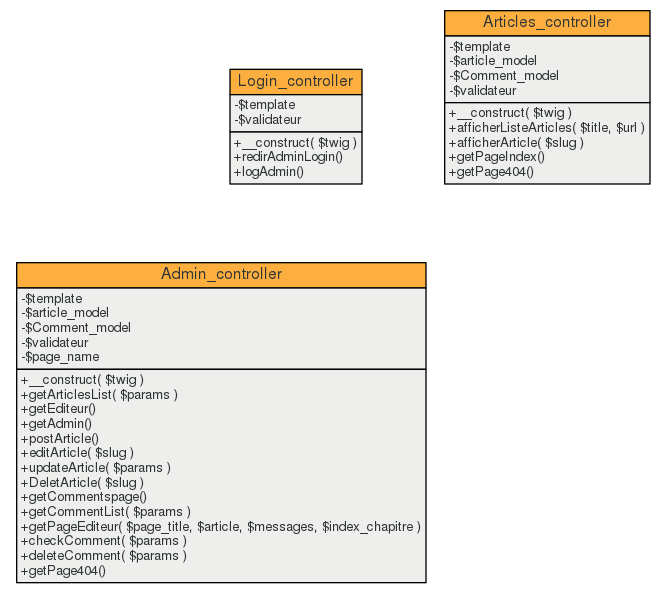 Articles_controller
-$template
-$article_model
-$Comment_model
-$validateur
+__construct( $twig )
+afficherListeArticles( $title, $url )
+afficherArticle( $slug )
+getPageIndex()
+getPage404()
Login_controller
-$template
-$validateur
+__construct( $twig )
+redirAdminLogin()
+logAdmin()
Admin_controller
-$template
-$article_model
-$Comment_model
-$validateur
-$page_name
+__construct( $twig )
+getArticlesList( $params )
+getEditeur()
+getAdmin()
+postArticle()
+editArticle( $slug )
+updateArticle( $params )
+DeletArticle( $slug )
+getCommentspage()
+getCommentList( $params )
+getPageEditeur( $page_title, $article, $messages, $index_chapitre )
+checkComment( $params )
+deleteComment( $params )
+getPage404()